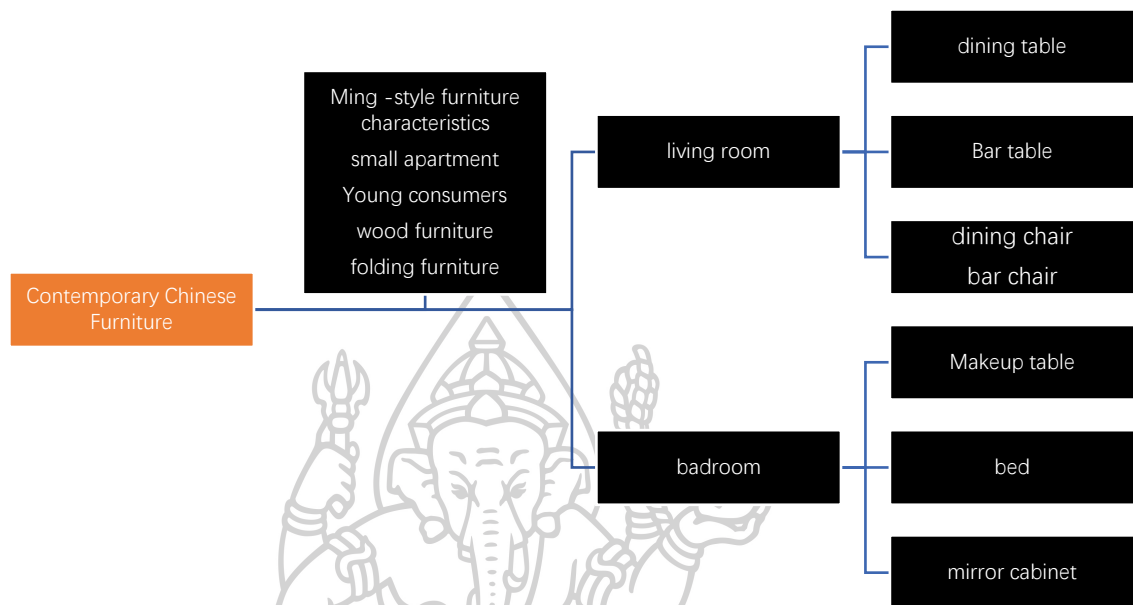 Contemporary Chinese
Furniture
Ming -style furniture
characteristics
small apartment
Young consumers
wood furniture
folding furniture
living room
dining table
Bar table
dining chair
bar chair
badroom
Makeup table
bed
mirror cabinet